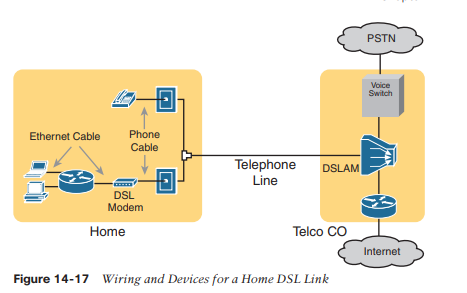 PSTN
Voice
Switch
Ethernet Cable
Phone
Cable
DSL
Modem
Telephone
Line
DSLAM
Home
Telco CO
Internet
Figure 14-17 Wiring and Devices for a Home DSL Link